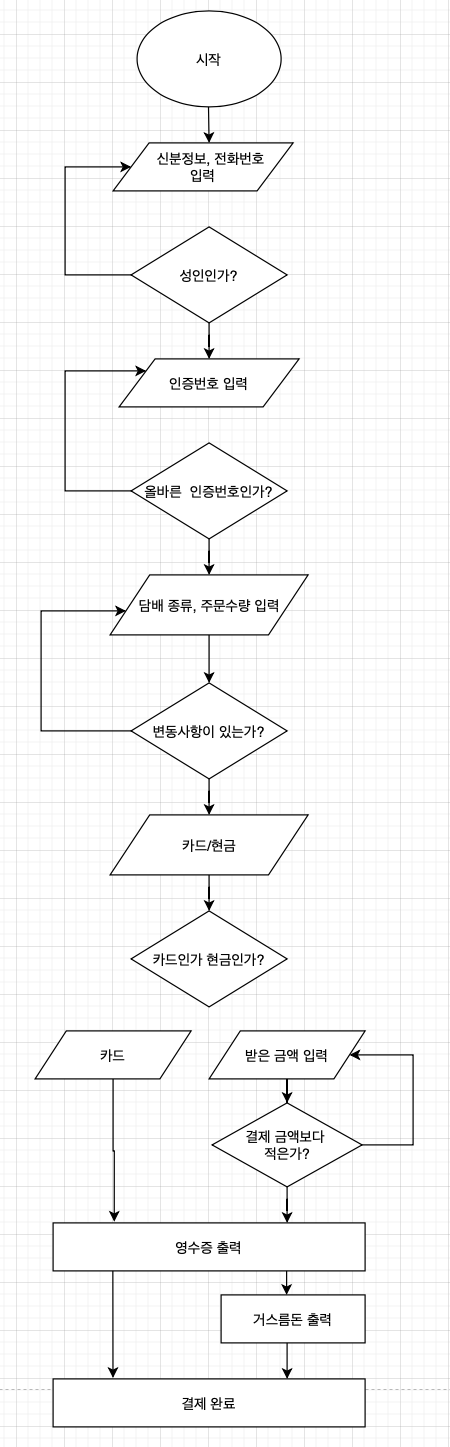 시작
신분정보, 전화번호
입력
성인인가?
인증번호 입력
올바른 인증번호인가?
담배 종류, 주문수량 입력
변동사항이 있는가?
카드/현금
카드인가 현금인가?
카드
받은 금액 입력
결제 금액보다
적은가?
영수증 출력
거스름돈 출력
결제 완료